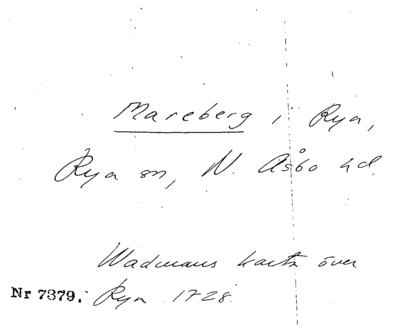 Mareberg i Rya,
Rya sn, N. Åsbo hd.
Wadmans karta över
Nr 7379. Rya 1728.